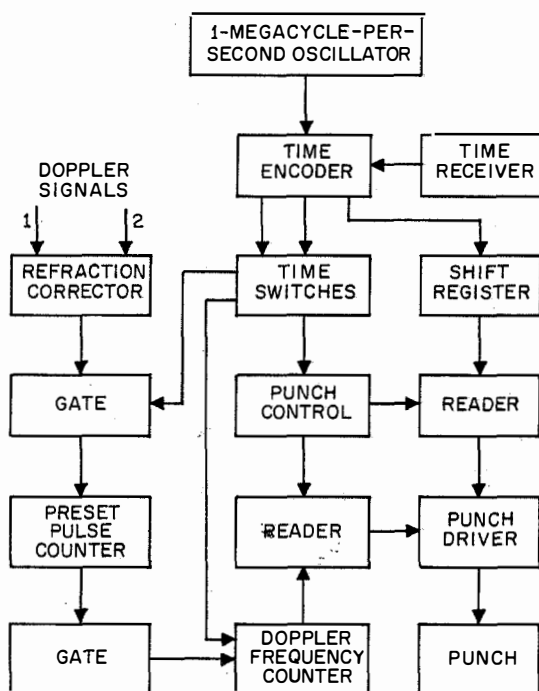 1-MEGACYCLE-PER-
SECOND OSCILLATOR
TIME
ENCODER
TIME
RECEIVER
DOPPLER
SIGNALS
1
2
REFRACTION
CORRECTOR
TIME
SWITCHES
SHIFT
REGISTER
GATE
PUNCH
CONTROL
READER
PRESET
PULSE
COUNTER
READER
PUNCH
DRIVER
GATE
DOPPLER
FREQUENCY
COUNTER
PUNCH